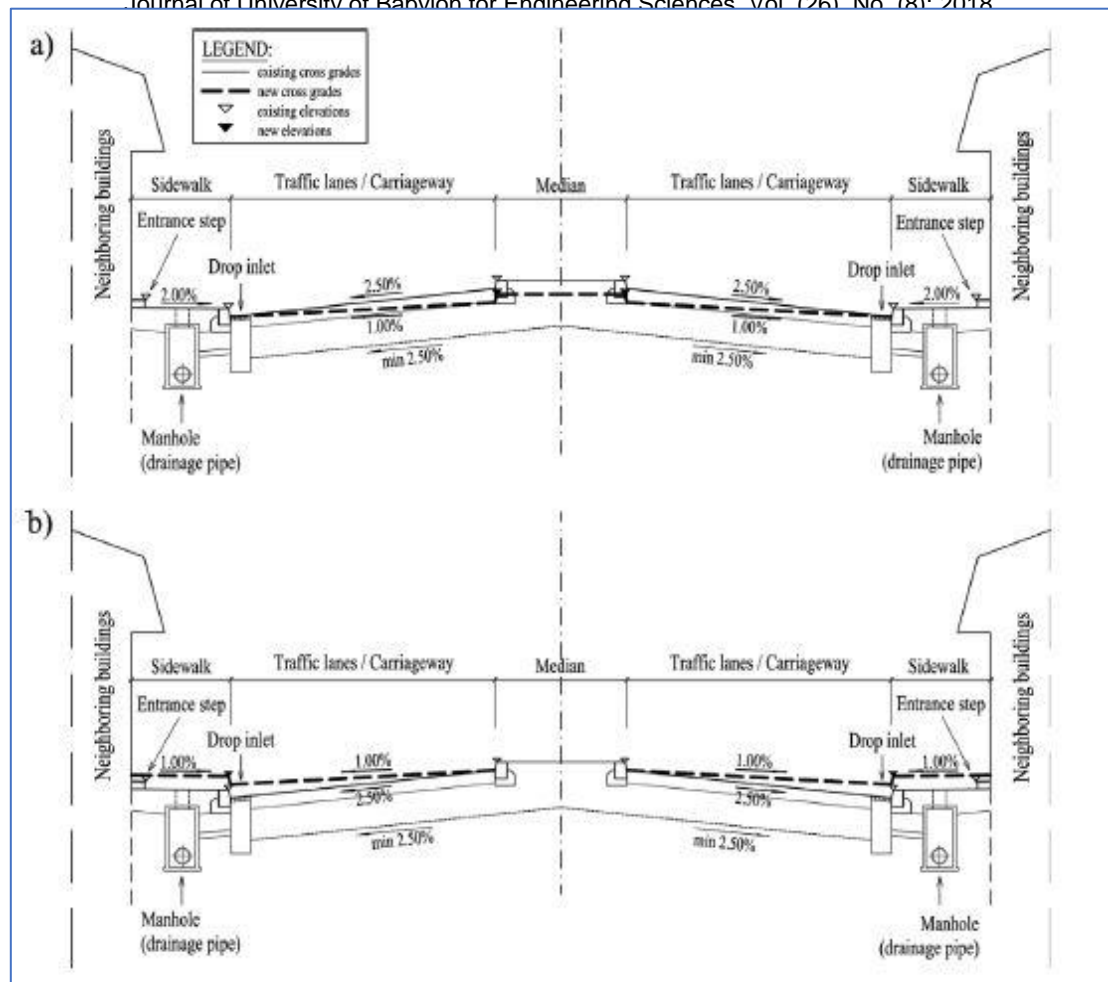 Journal of University of Babylon for Engineering Sciences, Vol. (26), No. (8): 2018
a)
LEGEND:
existing cross grades
new cross grades
existing elevations
new elevations
Neighboring buildings
Sidewalk
Traffic lanes / Carriageway
Median
Traffic lanes / Carriageway
Sidewalk
Neighboring buildings
Entrance step
Entrance step
Drop inlet
Drop inlet
2.00%
2.50%
2.50%
2.00%
1.00%
1.00%
min 2.50%
min 2.50%
Manhole
(drainage pipe)
Manhole
(drainage pipe)
b)
Neighboring buildings
Sidewalk
Traffic lanes / Carriageway
Median
Traffic lanes / Carriageway
Sidewalk
Neighboring buildings
Entrance step
Entrance step
Drop inlet
Drop inlet
1.00%
1.00%
1.00%
1.00%
2.50%
2.50%
min 2.50%
min 2.50%
Manhole
(drainage pipe)
Manhole
(drainage pipe)